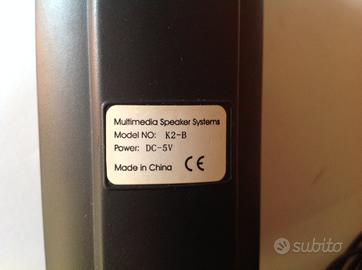 Multimedia Speaker Systems
Model NO: K2-B
Power: DC-5V
Made in China CE
subito